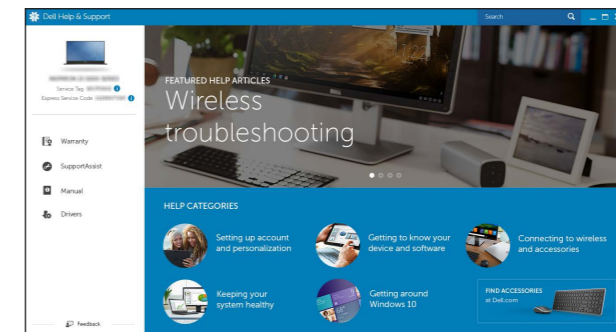 Dell Help & Support
Search
Service Tag
Express Service Code
Warranty
SupportAssist
Manual
Drivers
Feedback
FEATURED HELP ARTICLES
Wireless
troubleshooting
HELP CATEGORIES
Setting up account
and personalization
Getting to know your
device and software
Connecting to wireless
and accessories
Keeping your
system healthy
Getting around
Windows 10
FIND ACCESSORIES
at Dell.com